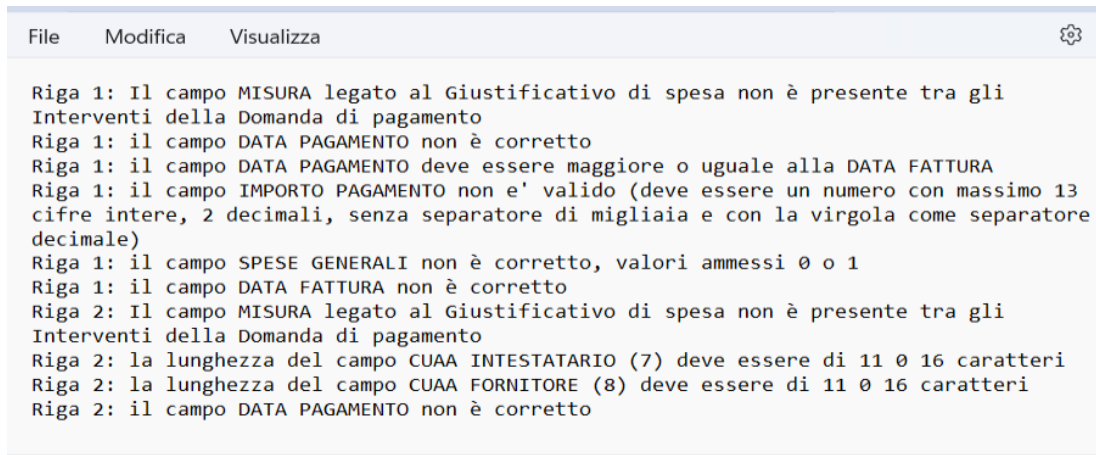 File Modifica Visualizza
Riga 1: Il campo MISURA legato al Giustificativo di spesa non è presente tra gli
Interventi della Domanda di pagamento
Riga 1: il campo DATA PAGAMENTO non è corretto
Riga 1: il campo DATA PAGAMENTO deve essere maggiore o uguale alla DATA FATTURA
Riga 1: il campo IMPORTO PAGAMENTO non e' valido (deve essere un numero con massimo 13
cifre intere, 2 decimali, senza separatore di migliaia e con la virgola come separatore
decimale)
Riga 1: il campo SPESE GENERALI non è corretto, valori ammessi 0 o 1
Riga 1: il campo DATA FATTURA non è corretto
Riga 2: Il campo MISURA legato al Giustificativo di spesa non è presente tra gli
Interventi della Domanda di pagamento
Riga 2: la lunghezza del campo CUAA INTESTATARIO (7) deve essere di 11 0 16 caratteri
Riga 2: la lunghezza del campo CUAA FORNITORE (8) deve essere di 11 0 16 caratteri
Riga 2: il campo DATA PAGAMENTO non è corretto